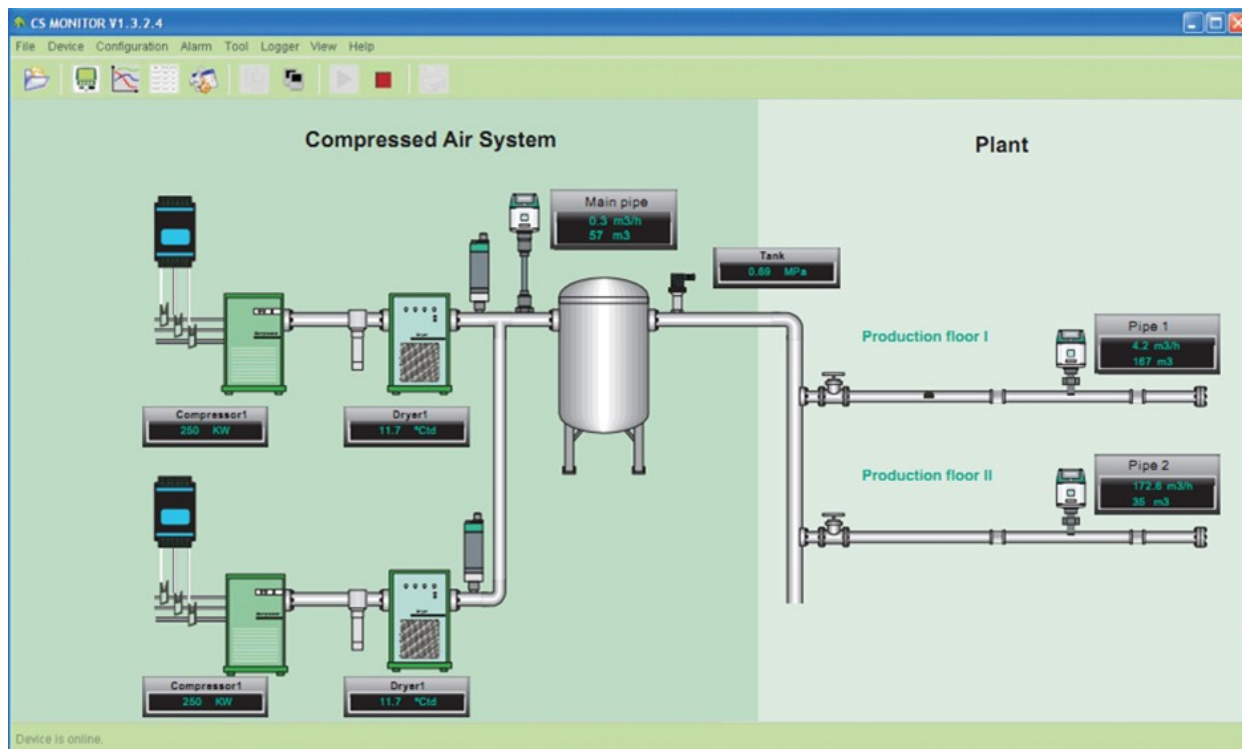 CS MONITOR V1.3.2.4
File Device Configuration Alarm Tool Logger View Help
Compressed Air System
Plant
Main pipe
0.3 m3/h
57 m3
Tank
0.69 MPa
Production floor I
Pipe 1
4.2 m3/h
167 m3
Compressor1
250 KW
Dryer1
11.7 ºCtd
Production floor II
Pipe 2
172.6 m3/h
35 m3
Compressor1
250 KW
Dryer1
11.7 ºCtd
Device is online.